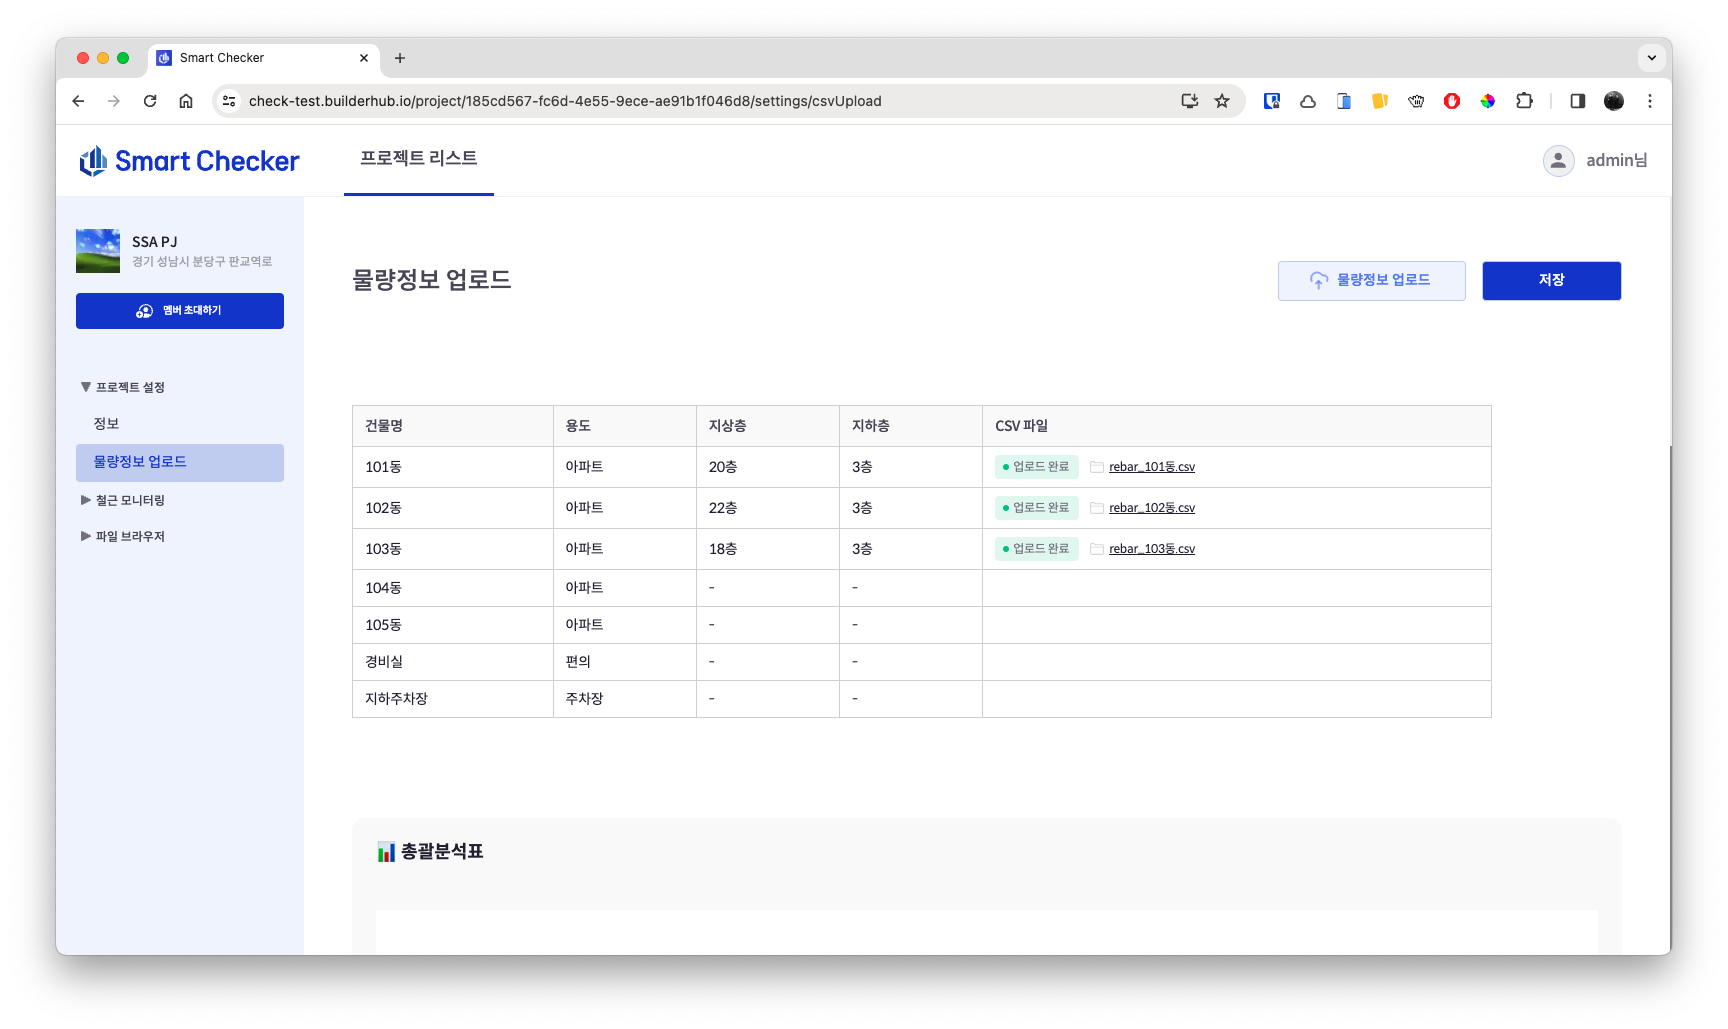 Smart Checker
check-test.builderhub.io/project/185cd567-fc6d-4e55-9ece-ae91b1f046d8/settings/csvUpload
Smart Checker
프로젝트 리스트
admin님
SSA PJ
경기 성남시 분당구 판교역로
멤버 초대하기
▼ 프로젝트 설정
정보
물량정보 업로드
▶ 철근 모니터링
▶ 파일 브라우저
물량정보 업로드
물량정보 업로드
저장
건물명 용도 지상층 지하층 CSV 파일
101동 아파트 20층 3층 업로드 완료 rebar_101동.csv
102동 아파트 22층 3층 업로드 완료 rebar_102동.csv
103동 아파트 18층 3층 업로드 완료 rebar_103동.csv
104동 아파트 - -
105동 아파트 - -
경비실 편의 - -
지하주차장 주차장 - -
총괄분석표